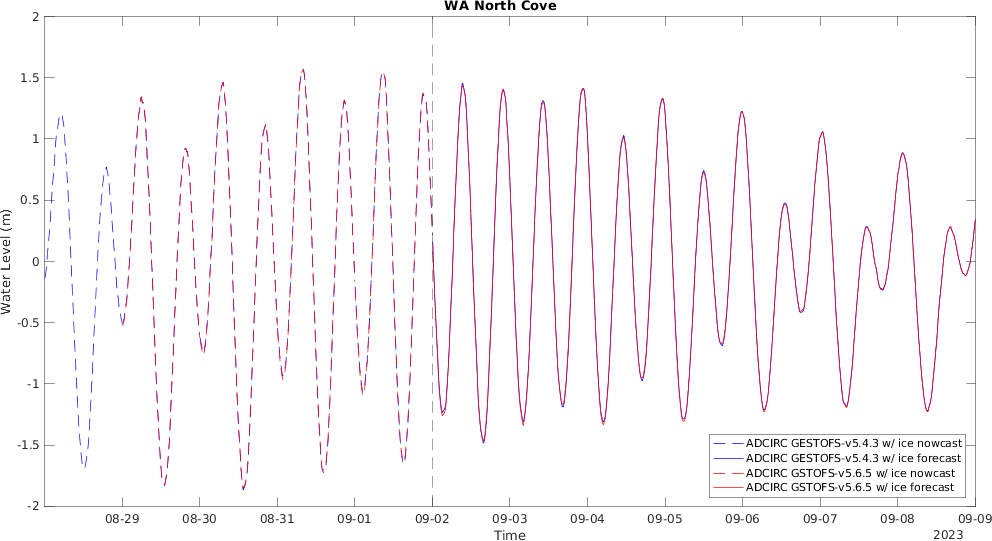 WA North Cove
2
1.5
1
0.5
0
-0.5
-1
-1.5
-2
Water Level (m)
ADCIRC GESTOFS-v5.4.3 w/ ice nowcast
ADCIRC GESTOFS-v5.4.3 w/ ice forecast
ADCIRC GSTOFS-v5.6.5 w/ ice nowcast
ADCIRC GSTOFS-v5.6.5 w/ ice forecast
08-29 08-30 08-31 09-01 09-02 09-03 09-04 09-05 09-06 09-07 09-08 09-09
Time
2023